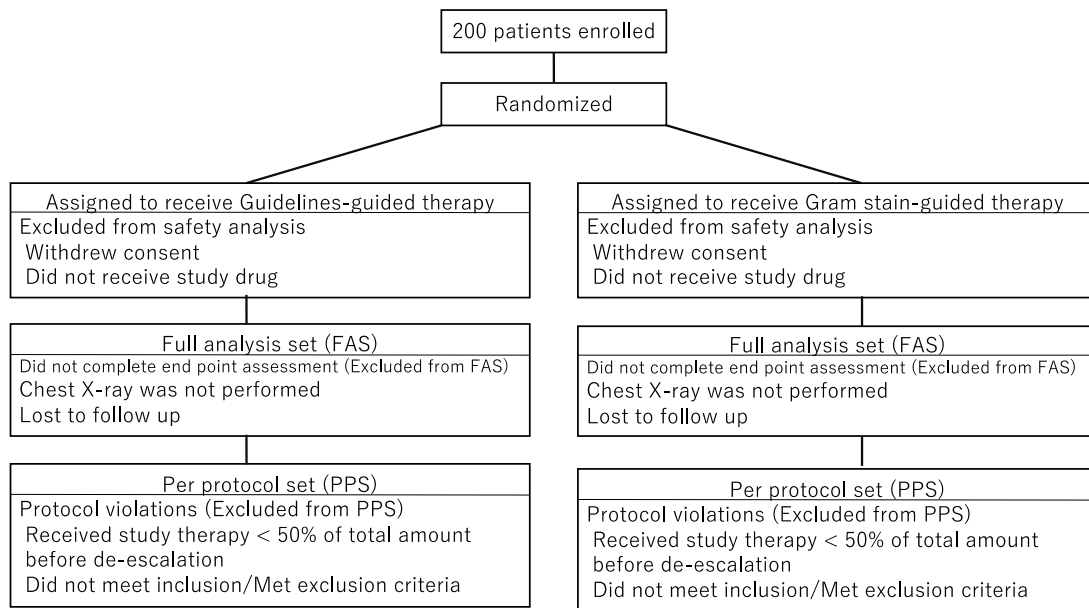 200 patients enrolled
Randomized
Assigned to receive Guidelines-guided therapy
Excluded from safety analysis
Withdrew consent
Did not receive study drug
Full analysis set (FAS)
Did not complete end point assessment (Excluded from FAS)
Chest X-ray was not performed
Lost to follow up
Per protocol set (PPS)
Protocol violations (Excluded from PPS)
Received study therapy < 50% of total amount
before de-escalation
Did not meet inclusion/Met exclusion criteria
Assigned to receive Gram stain-guided therapy
Excluded from safety analysis
Withdrew consent
Did not receive study drug
Full analysis set (FAS)
Did not complete end point assessment (Excluded from FAS)
Chest X-ray was not performed
Lost to follow up
Per protocol set (PPS)
Protocol violations (Excluded from PPS)
Received study therapy < 50% of total amount
before de-escalation
Did not meet inclusion/Met exclusion criteria